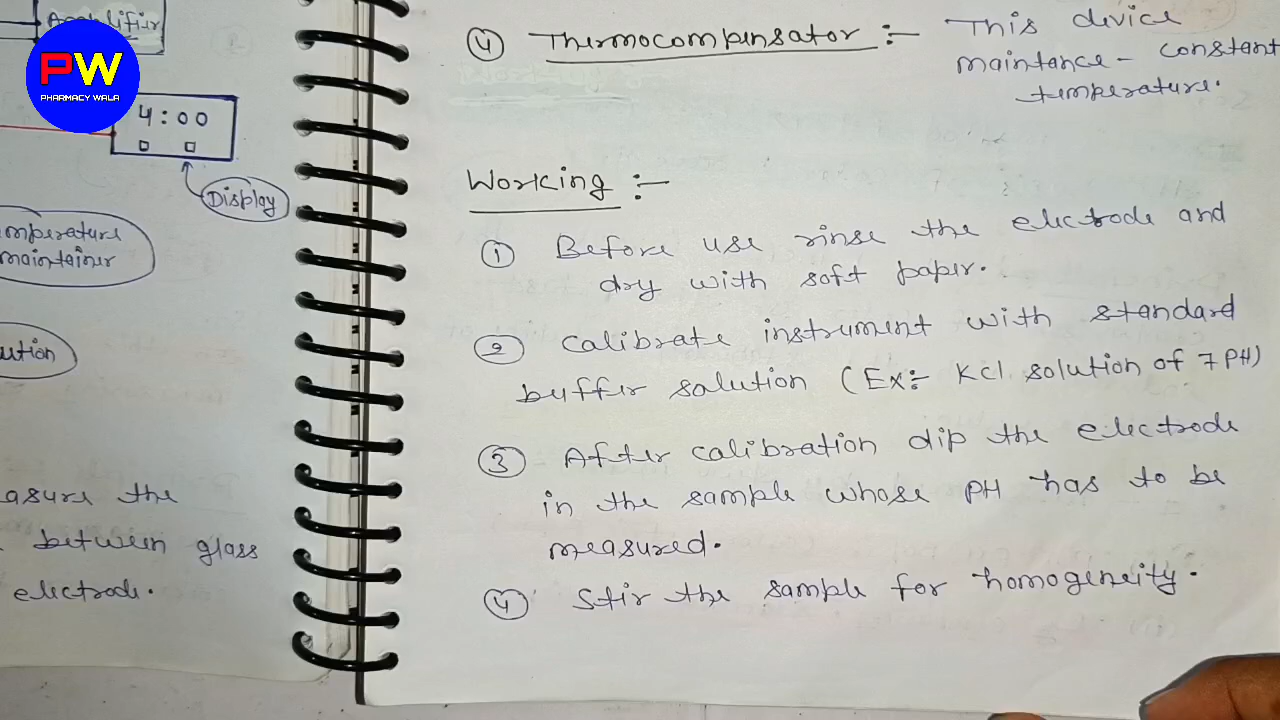 Amplifier
PW
PHARMACY WALA
4:00
Display
maintainer
asure the
between glass
electrode.
4 Thermocompensator :- This device
maintance - constant
temperature.
Working :-
1 Before use rinse the electrode and
dry with soft paper.
2 Calibrate instrument with standard
buffer solution (Ex:- KCl solution of 7 PH)
3 After calibration dip the electrode
in the sample whose PH has to be
measured.
4 Stir the sample for homogeneity.